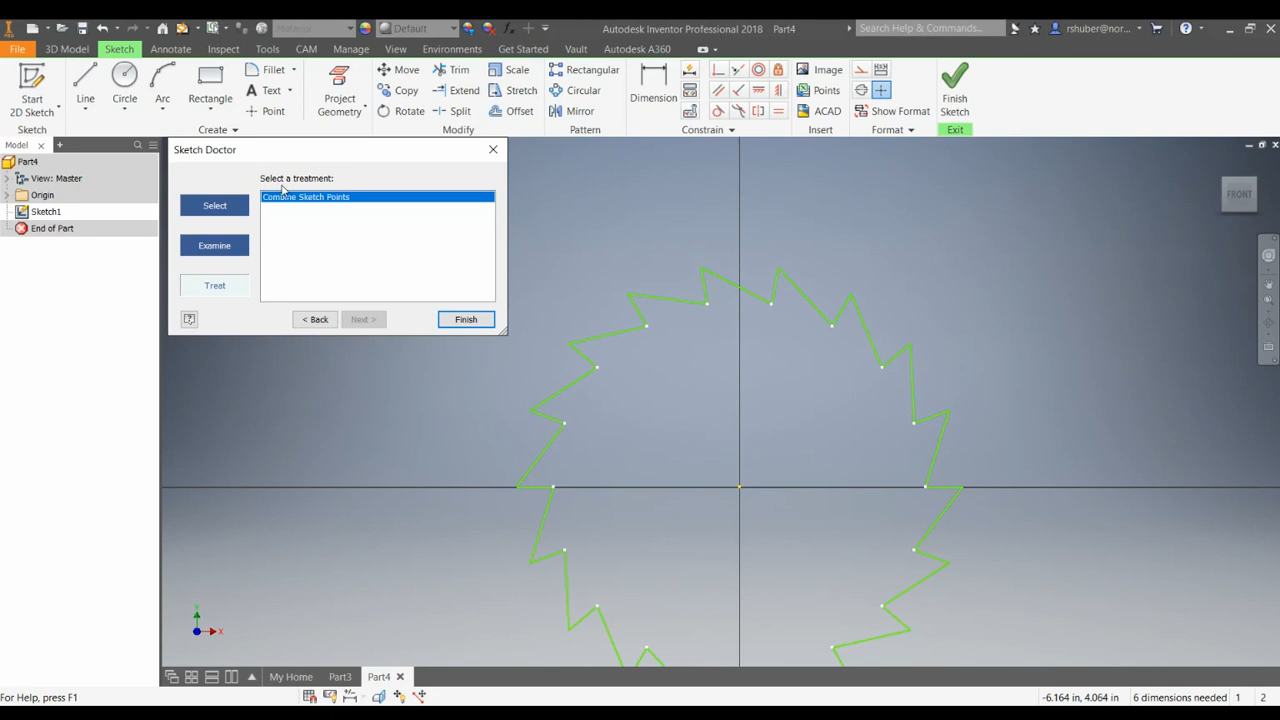 Material
Default
Autodesk Inventor Professional 2018 Part4
Search Help & Commands...
rshuber@nor...
File 3D Model Sketch Annotate Inspect Tools CAM Manage View Environments Get Started Vault Autodesk A360
Start
2D Sketch
Line
Circle
Arc
Rectangle
Fillet
Text
Point
Project
Geometry
Move
Copy
Rotate
Trim
Extend
Split
Scale
Stretch
Offset
Rectangular
Circular
Mirror
Dimension
Image
Points
ACAD
Show Format
Finish
Sketch
Sketch Create Modify Pattern Constrain Insert Format Exit
Model
Part4
View: Master
Origin
Sketch1
End of Part
Sketch Doctor
Select a treatment:
Combine Sketch Points
Select
Examine
Treat
< Back
Next >
Finish
FRONT
Y
X
My Home Part3 Part4
For Help, press F1
-6.164 in, 4.064 in 6 dimensions needed 1 2